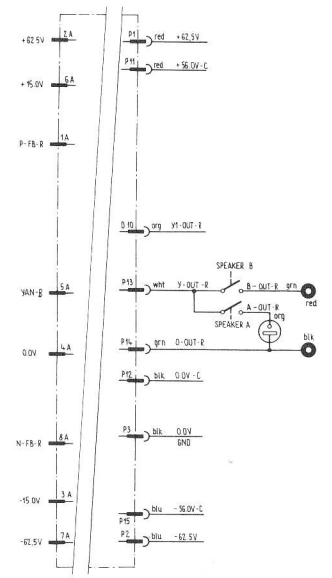 +62.5V 2A P1 red +62.5V
P11 red +56.0V-C
+15.0V 6A
P-FB-R 1A
D10 org Y1-OUT-R
SPEAKER B
YAN-R 5A P13 wht Y-OUT-R B-OUT-R grn
red
A-OUT-R
org
SPEAKER A
blk
0.0V 4A P14 grn 0-OUT-R
P12 blk 0.0V-C
P3 blk 0.0V
GND
N-FB-R 8A
-15.0V 3A
blu -56.0V-C
P15
-62.5V 7A P2 blu -62.5V